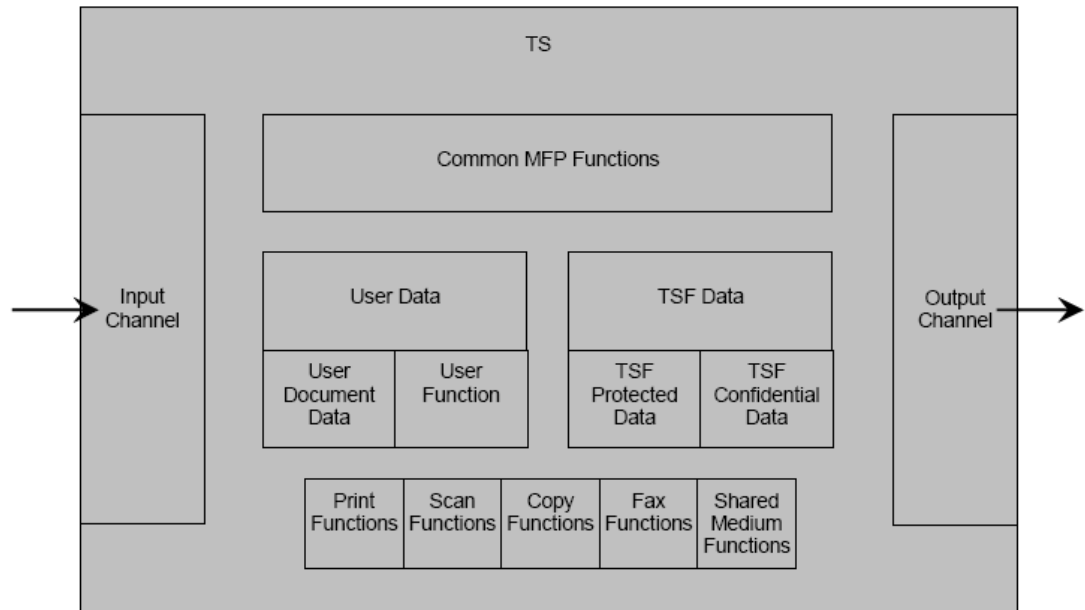 TS
Common MFP Functions
Input
Channel
User Data
TSF Data
Output
Channel
User
Document
Data
User
Function
TSF
Protected
Data
TSF
Confidential
Data
Print
Functions
Scan
Functions
Copy
Functions
Fax
Functions
Shared
Medium
Functions